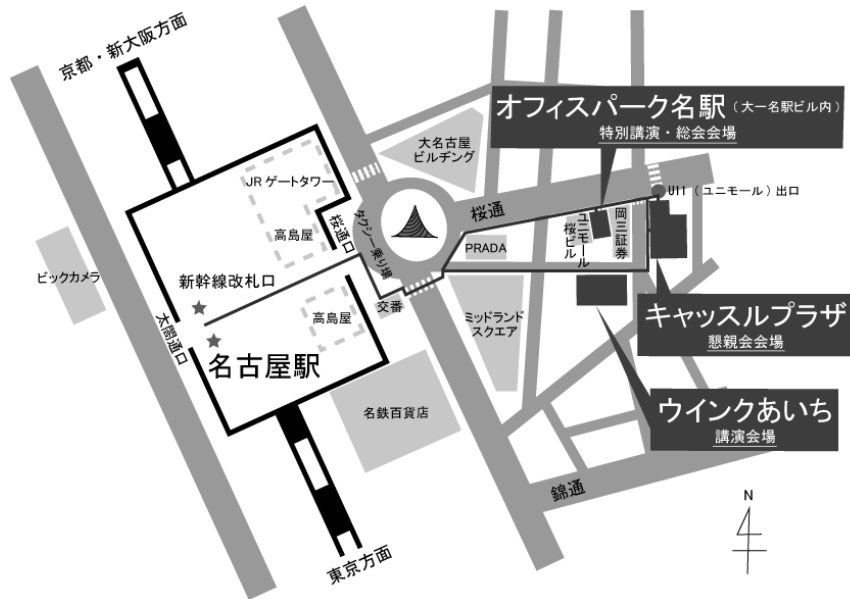 京都・新大阪方面
オフィスパーク名駅（大一名駅ビル内）
特別講演・総会会場
大名古屋
ビルヂング
JRゲートタワー
U11（ユニモール）出口
桜通
桜通口
タクシー乗り場
高島屋
岡三証券
ユニモール
桜ビル
PRADA
ビックカメラ
新幹線改札口
交番
高島屋
ミッドランド
スクエア
キャッスルプラザ
懇親会会場
太閤通口
名古屋駅
名鉄百貨店
ウインクあいち
講演会場
錦通
N
東京方面